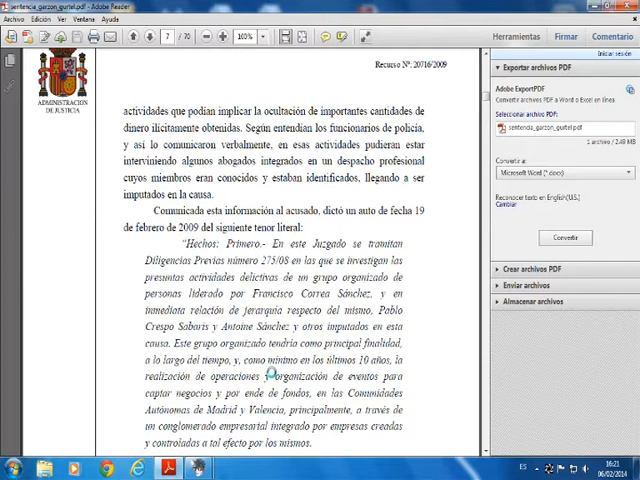 sentencia_garzon_gurtel.pdf - Adobe Reader
Archivo Edición Ver Ventana Ayuda
7 / 70 100% Herramientas Firmar Comentario
Iniciar sesión
ADMINISTRACION
DE JUSTICIA
Recurso Nº: 20716/2009
actividades que podían implicar la ocultación de importantes cantidades de
dinero ilícitamente obtenidas. Según entendían los funcionarios de policía,
y así lo comunicaron verbalmente, en esas actividades pudieran estar
interviniendo algunos abogados integrados en un despacho profesional
cuyos miembros eran conocidos y estaban identificados, llegando a ser
imputados en la causa.
Comunicada esta información al acusado, dictó un auto de fecha 19
de febrero de 2009 del siguiente tenor literal:
"Hechos: Primero.- En este Juzgado se tramitan
Diligencias Previas número 275/08 en las que se investigan las
presuntas actividades delictivas de un grupo organizado de
personas liderado por Francisco Correa Sánchez, y en
inmediata relación de jerarquía respecto del mismo, Pablo
Crespo Sabaris y Antoine Sánchez y otros imputados en esta
causa. Este grupo organizado tendría como principal finalidad,
a lo largo del tiempo, y, como mínimo en los últimos 10 años, la
realización de operaciones y organización de eventos para
captar negocios y por ende de fondos, en las Comunidades
Autónomas de Madrid y Valencia, principalmente, a través de
un conglomerado empresarial integrado por empresas creadas
y controladas a tal efecto por los mismos.
Exportar archivos PDF
Adobe ExportPDF
Convertir archivos PDF a Word o Excel en línea
Seleccionar archivo PDF:
sentencia_garzon_gurtel.pdf
1 archivo / 2.49 MB
Convertir a:
Microsoft Word (*.docx)
Reconocer texto en English(U.S.)
Cambiar
Convertir
Crear archivo PDF
Enviar archivos
Almacenar archivos
ES
16:21
06/02/2014